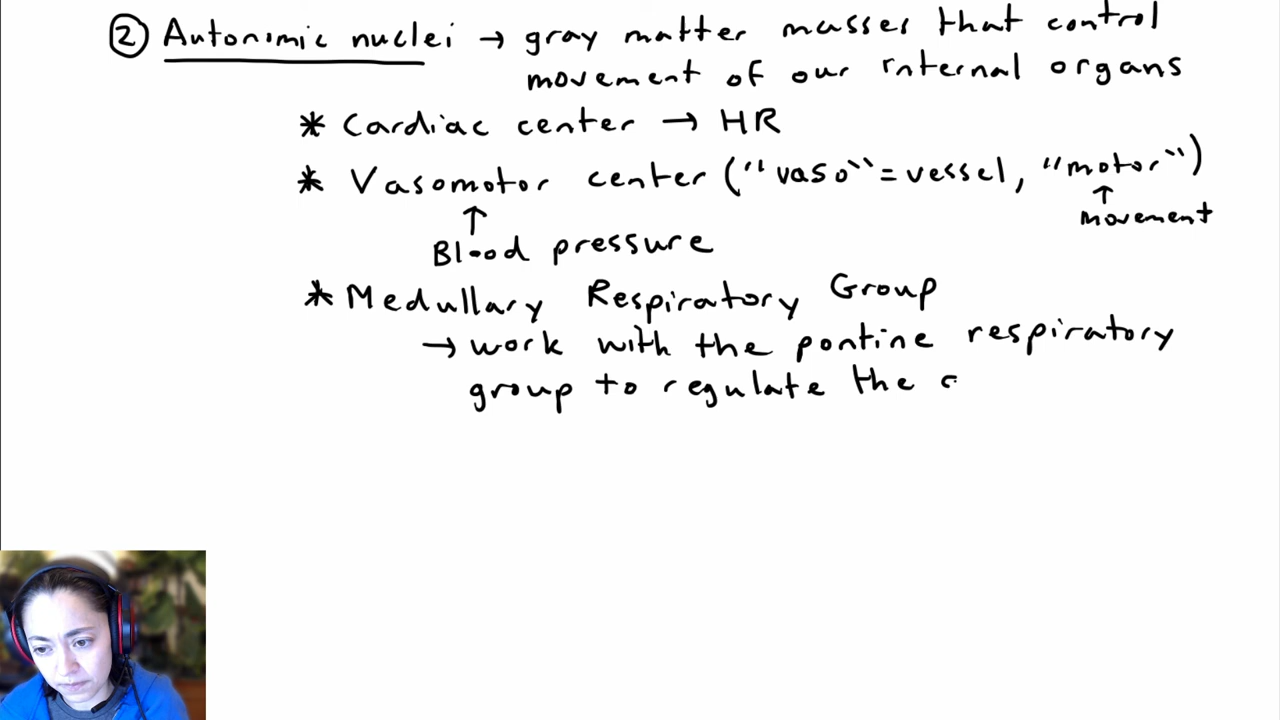 ② Autonomic nuclei → gray matter masses that control
movement of our internal organs
* Cardiac center → HR
* Vasomotor center ("vaso" = vessel, "motor")
↑
movement
↑
Blood pressure
* Medullary Respiratory Group
→ work with the pontine respiratory
group to regulate the